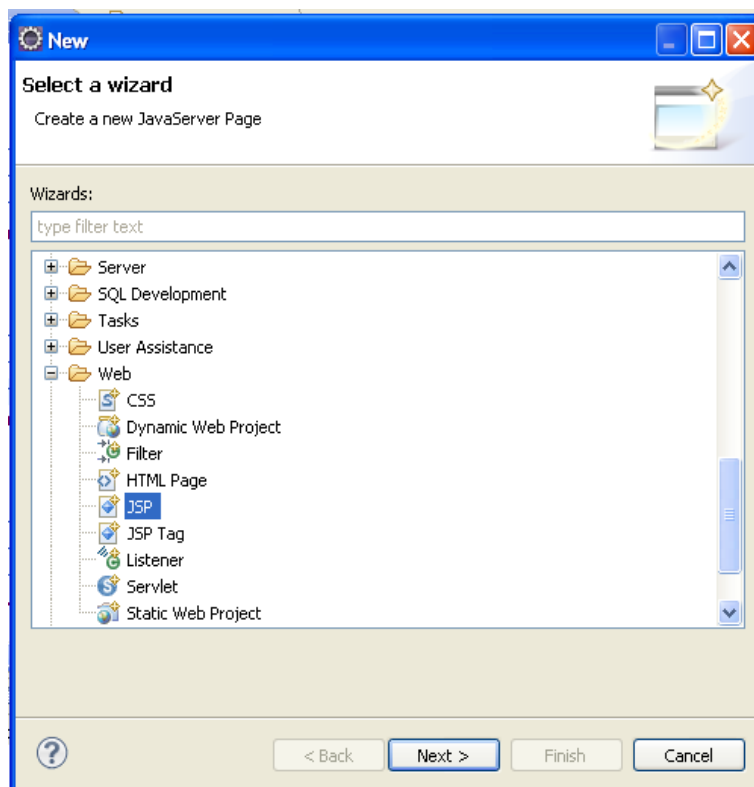 New
Select a wizard
Create a new JavaServer Page
Wizards:
type filter text
Server
SQL Development
Tasks
User Assistance
Web
CSS
Dynamic Web Project
Filter
HTML Page
JSP
JSP Tag
Listener
Servlet
Static Web Project
< Back Next > Finish Cancel